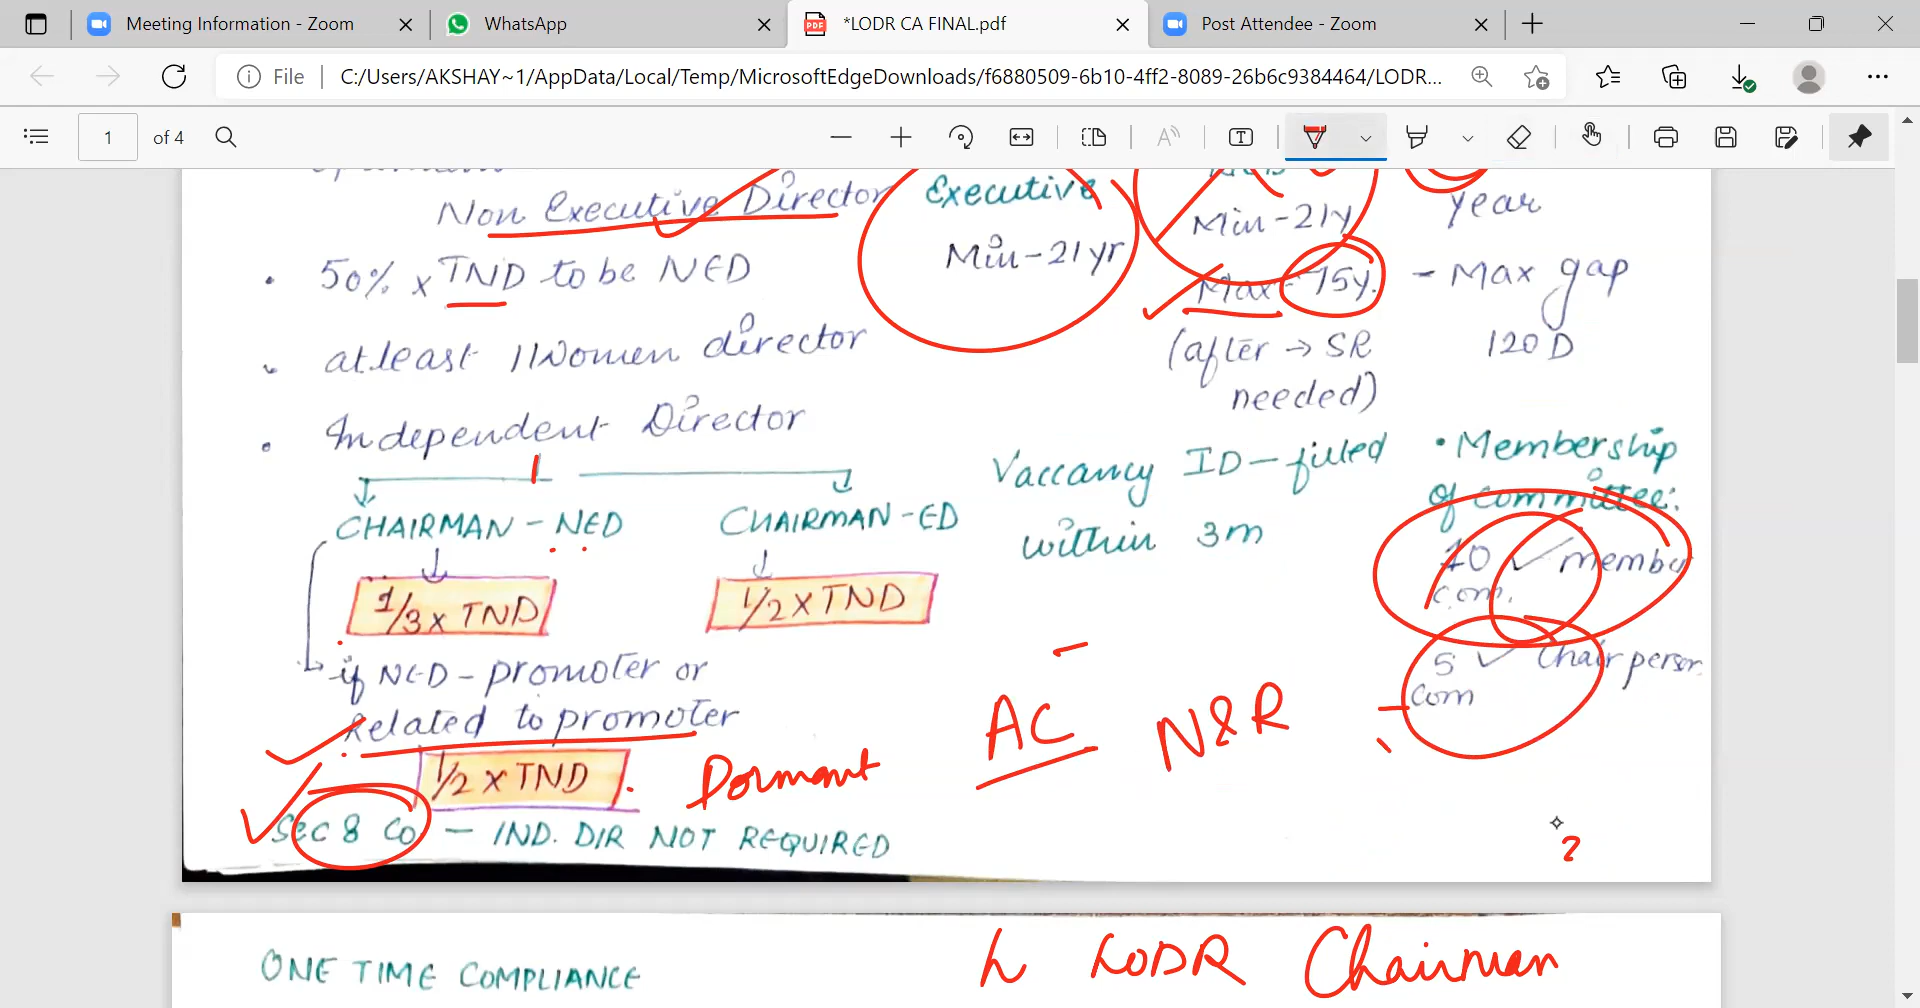 Meeting Information - Zoom
WhatsApp
*LODR CA FINAL.pdf
Post Attendee - Zoom
File
C:/Users/AKSHAY~1/AppData/Local/Temp/MicrosoftEdgeDownloads/f6880509-6b10-4ff2-8089-26b6c9384464/LODR...
PDF
1 of 4
Non Executive Director
Executive
Min - 21 yr
Min - 21y
Max - 75y.
(after → SR
needed)
year
- Max gap
120 D
• 50% x TND to be NED
• atleast 1 Women director
• Independent Director
CHAIRMAN - NED
1/3 x TND
CHAIRMAN - ED
1/2 x TND
if NED - promoter or
Related to promoter
1/2 x TND
Sec 8 Co - IND. DIR NOT REQUIRED
Vaccancy ID - filled
within 3m
• Membership
of committee:
10 ✓ member
com.
5 ✓ Chairperson
com
Dormant
AC
N&R
2
ONE TIME COMPLIANCE
LODR Chairman